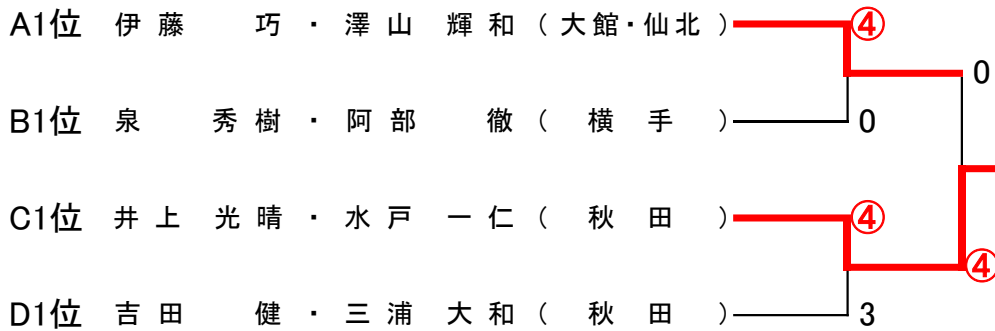 A1位 伊藤 巧・澤山 輝和(大館・仙北) ④
0
B1位 泉 秀樹・阿部 徹(横手) 0
C1位 井上 光晴・水戸 一仁(秋田) ④
④
D1位 吉田 健・三浦 大和(秋田) 3